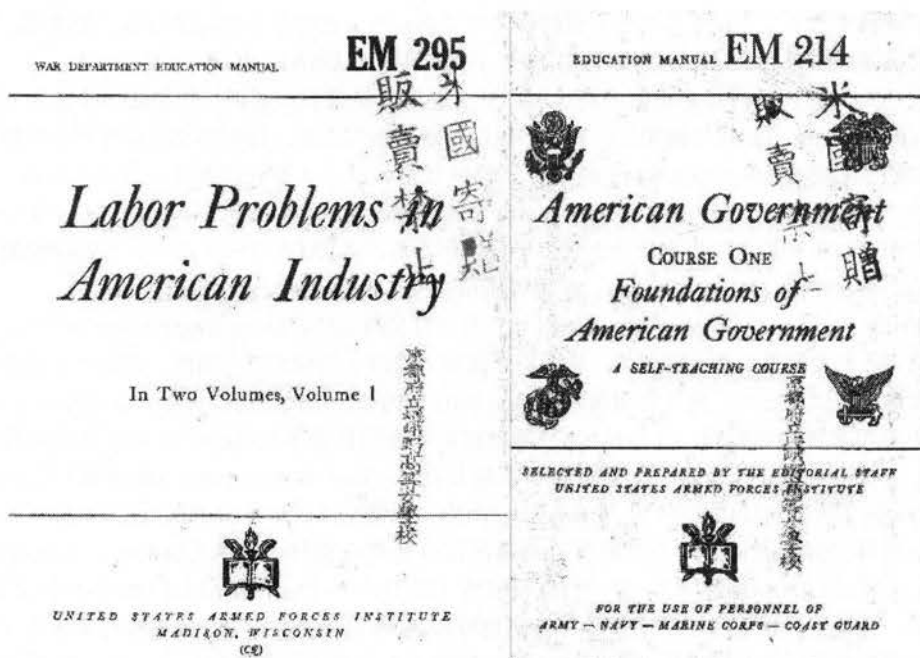 WAR DEPARTMENT EDUCATION MANUAL EM 295
米國寄贈
販賣禁止
Labor Problems in
American Industry
In Two Volumes, Volume 1
UNITED STATES ARMED FORCES INSTITUTE
MADISON, WISCONSIN
EDUCATION MANUAL EM 214
米國寄贈
販賣禁止
American Government
COURSE ONE
Foundations of
American Government
A SELF-TEACHING COURSE
SELECTED AND PREPARED BY THE EDITORIAL STAFF
UNITED STATES ARMED FORCES INSTITUTE
FOR THE USE OF PERSONNEL OF
ARMY — NAVY — MARINE CORPS — COAST GUARD